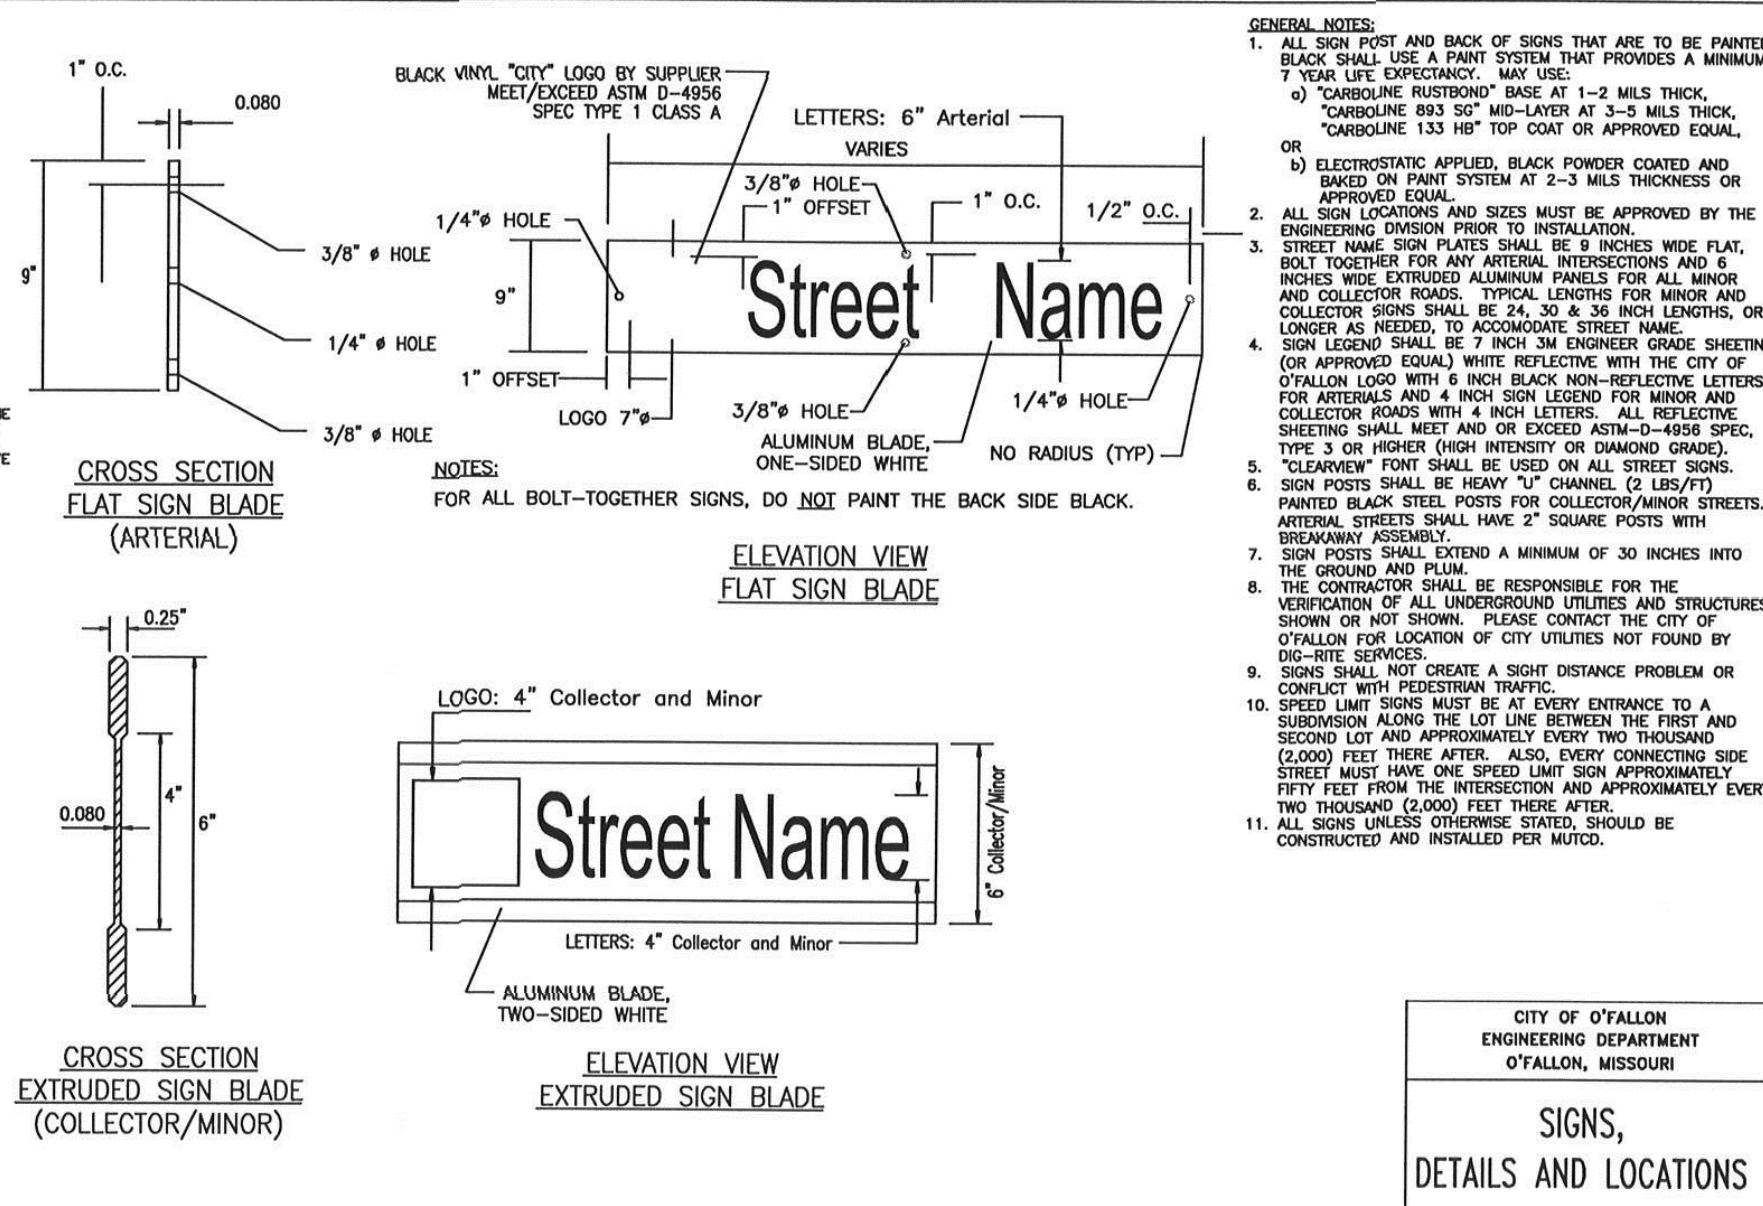 1" O.C.
0.080
9"
3/8" ø HOLE
1/4" ø HOLE
3/8" ø HOLE
CROSS SECTION
FLAT SIGN BLADE
(ARTERIAL)
BLACK VINYL "CITY" LOGO BY SUPPLIER
MEET/EXCEED ASTM D-4956
SPEC TYPE 1 CLASS A
LETTERS: 6" Arterial
VARIES
3/8"ø HOLE
1" OFFSET
1" O.C.
1/2" O.C.
1/4"ø HOLE
9"
Street Name
1" OFFSET
LOGO 7"ø
3/8"ø HOLE
1/4"ø HOLE
ALUMINUM BLADE,
ONE-SIDED WHITE
NO RADIUS (TYP)
NOTES:
FOR ALL BOLT-TOGETHER SIGNS, DO NOT PAINT THE BACK SIDE BLACK.
ELEVATION VIEW
FLAT SIGN BLADE
0.25"
0.080
4"
6"
CROSS SECTION
EXTRUDED SIGN BLADE
(COLLECTOR/MINOR)
LOGO: 4" Collector and Minor
Street Name
6" Collector/Minor
LETTERS: 4" Collector and Minor
ALUMINUM BLADE,
TWO-SIDED WHITE
ELEVATION VIEW
EXTRUDED SIGN BLADE
GENERAL NOTES:
1. ALL SIGN POST AND BACK OF SIGNS THAT ARE TO BE PAINTE
BLACK SHALL USE A PAINT SYSTEM THAT PROVIDES A MINIMUM
7 YEAR LIFE EXPECTANCY. MAY USE:
a) "CARBOLINE RUSTBOND" BASE AT 1-2 MILS THICK,
"CARBOLINE 893 SG" MID-LAYER AT 3-5 MILS THICK,
"CARBOLINE 133 HB" TOP COAT OR APPROVED EQUAL,
OR
b) ELECTROSTATIC APPLIED, BLACK POWDER COATED AND
BAKED ON PAINT SYSTEM AT 2-3 MILS THICKNESS OR
APPROVED EQUAL.
2. ALL SIGN LOCATIONS AND SIZES MUST BE APPROVED BY THE
ENGINEERING DIVISION PRIOR TO INSTALLATION.
3. STREET NAME SIGN PLATES SHALL BE 9 INCHES WIDE FLAT,
BOLT TOGETHER FOR ANY ARTERIAL INTERSECTIONS AND 6
INCHES WIDE EXTRUDED ALUMINUM PANELS FOR ALL MINOR
AND COLLECTOR ROADS. TYPICAL LENGTHS FOR MINOR AND
COLLECTOR SIGNS SHALL BE 24, 30 & 36 INCH LENGTHS, OR
LONGER AS NEEDED, TO ACCOMODATE STREET NAME.
4. SIGN LEGEND SHALL BE 7 INCH 3M ENGINEER GRADE SHEETIN
(OR APPROVED EQUAL) WHITE REFLECTIVE WITH THE CITY OF
O'FALLON LOGO WITH 6 INCH BLACK NON-REFLECTIVE LETTERS
FOR ARTERIALS AND 4 INCH SIGN LEGEND FOR MINOR AND
COLLECTOR ROADS WITH 4 INCH LETTERS. ALL REFLECTIVE
SHEETING SHALL MEET AND OR EXCEED ASTM-D-4956 SPEC,
TYPE 3 OR HIGHER (HIGH INTENSITY OR DIAMOND GRADE).
5. "CLEARVIEW" FONT SHALL BE USED ON ALL STREET SIGNS.
6. SIGN POSTS SHALL BE HEAVY "U" CHANNEL (2 LBS/FT)
PAINTED BLACK STEEL POSTS FOR COLLECTOR/MINOR STREETS.
ARTERIAL STREETS SHALL HAVE 2" SQUARE POSTS WITH
BREAKAWAY ASSEMBLY.
7. SIGN POSTS SHALL EXTEND A MINIMUM OF 30 INCHES INTO
THE GROUND AND PLUM.
8. THE CONTRACTOR SHALL BE RESPONSIBLE FOR THE
VERIFICATION OF ALL UNDERGROUND UTILITIES AND STRUCTURES
SHOWN OR NOT SHOWN. PLEASE CONTACT THE CITY OF
O'FALLON FOR LOCATION OF CITY UTILITIES NOT FOUND BY
DIG-RITE SERVICES.
9. SIGNS SHALL NOT CREATE A SIGHT DISTANCE PROBLEM OR
CONFLICT WITH PEDESTRIAN TRAFFIC.
10. SPEED LIMIT SIGNS MUST BE AT EVERY ENTRANCE TO A
SUBDIVISION ALONG THE LOT LINE BETWEEN THE FIRST AND
SECOND LOT AND APPROXIMATELY EVERY TWO THOUSAND
(2,000) FEET THERE AFTER. ALSO, EVERY CONNECTING SIDE
STREET MUST HAVE ONE SPEED LIMIT SIGN APPROXIMATELY
FIFTY FEET FROM THE INTERSECTION AND APPROXIMATELY EVER
TWO THOUSAND (2,000) FEET THERE AFTER.
11. ALL SIGNS UNLESS OTHERWISE STATED, SHOULD BE
CONSTRUCTED AND INSTALLED PER MUTCD.
CITY OF O'FALLON
ENGINEERING DEPARTMENT
O'FALLON, MISSOURI
SIGNS,
DETAILS AND LOCATIONS